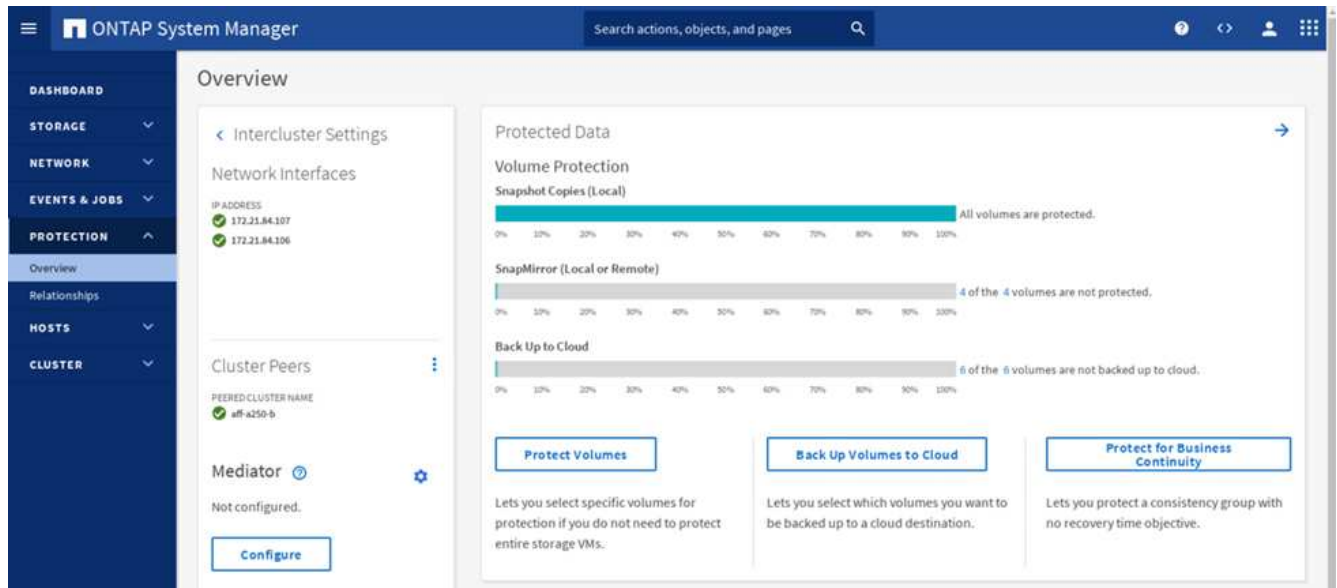 ONTAP System Manager
Search actions, objects, and pages
DASHBOARD
STORAGE
NETWORK
EVENTS & JOBS
PROTECTION
Overview
Relationships
HOSTS
CLUSTER
Overview
Intercluster Settings
Network Interfaces
IP ADDRESS
172.21.84.107
172.21.84.106
Cluster Peers
PEERED CLUSTER NAME
aff-a250-b
Mediator
Not configured.
Configure
Protected Data
Volume Protection
Snapshot Copies (Local)
All volumes are protected.
0% 10% 20% 30% 40% 50% 60% 70% 80% 90% 100%
SnapMirror (Local or Remote)
4 of the 4 volumes are not protected.
0% 10% 20% 30% 40% 50% 60% 70% 80% 90% 100%
Back Up to Cloud
6 of the 6 volumes are not backed up to cloud.
0% 10% 20% 30% 40% 50% 60% 70% 80% 90% 100%
Protect Volumes
Lets you select specific volumes for
protection if you do not need to protect
entire storage VMs.
Back Up Volumes to Cloud
Lets you select which volumes you want to
be backed up to a cloud destination.
Protect for Business
Continuity
Lets you protect a consistency group with
no recovery time objective.